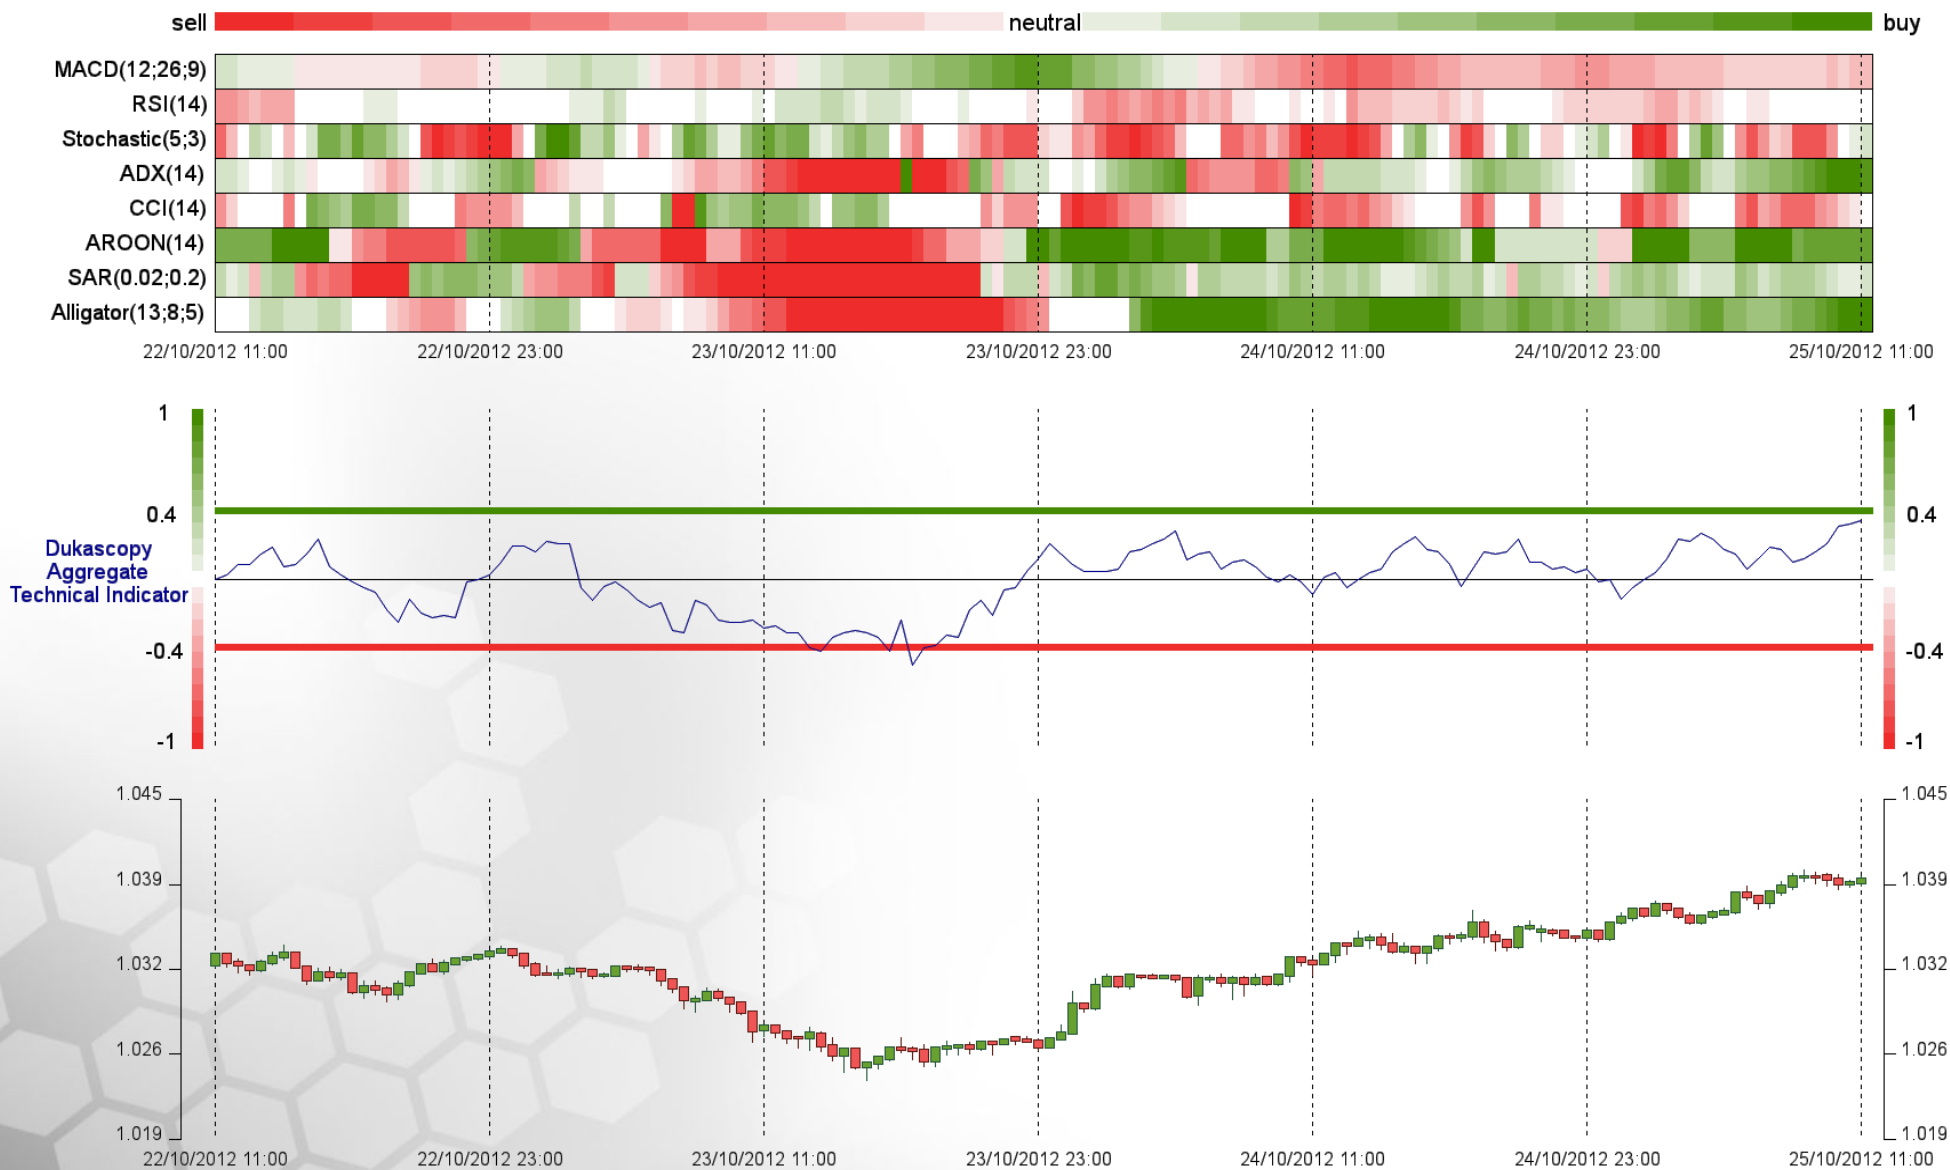 sell neutral buy
MACD(12;26;9)
RSI(14)
Stochastic(5;3)
ADX(14)
CCI(14)
AROON(14)
SAR(0.02;0.2)
Alligator(13;8;5)
22/10/2012 11:00 22/10/2012 23:00 23/10/2012 11:00 23/10/2012 23:00 24/10/2012 11:00 24/10/2012 23:00 25/10/2012 11:00
1 1
0.4 0.4
Dukascopy
Aggregate
Technical Indicator
-0.4 -0.4
-1 -1
1.045 1.045
1.039 1.039
1.032 1.032
1.026 1.026
1.019 1.019
22/10/2012 11:00 22/10/2012 23:00 23/10/2012 11:00 23/10/2012 23:00 24/10/2012 11:00 24/10/2012 23:00 25/10/2012 11:00